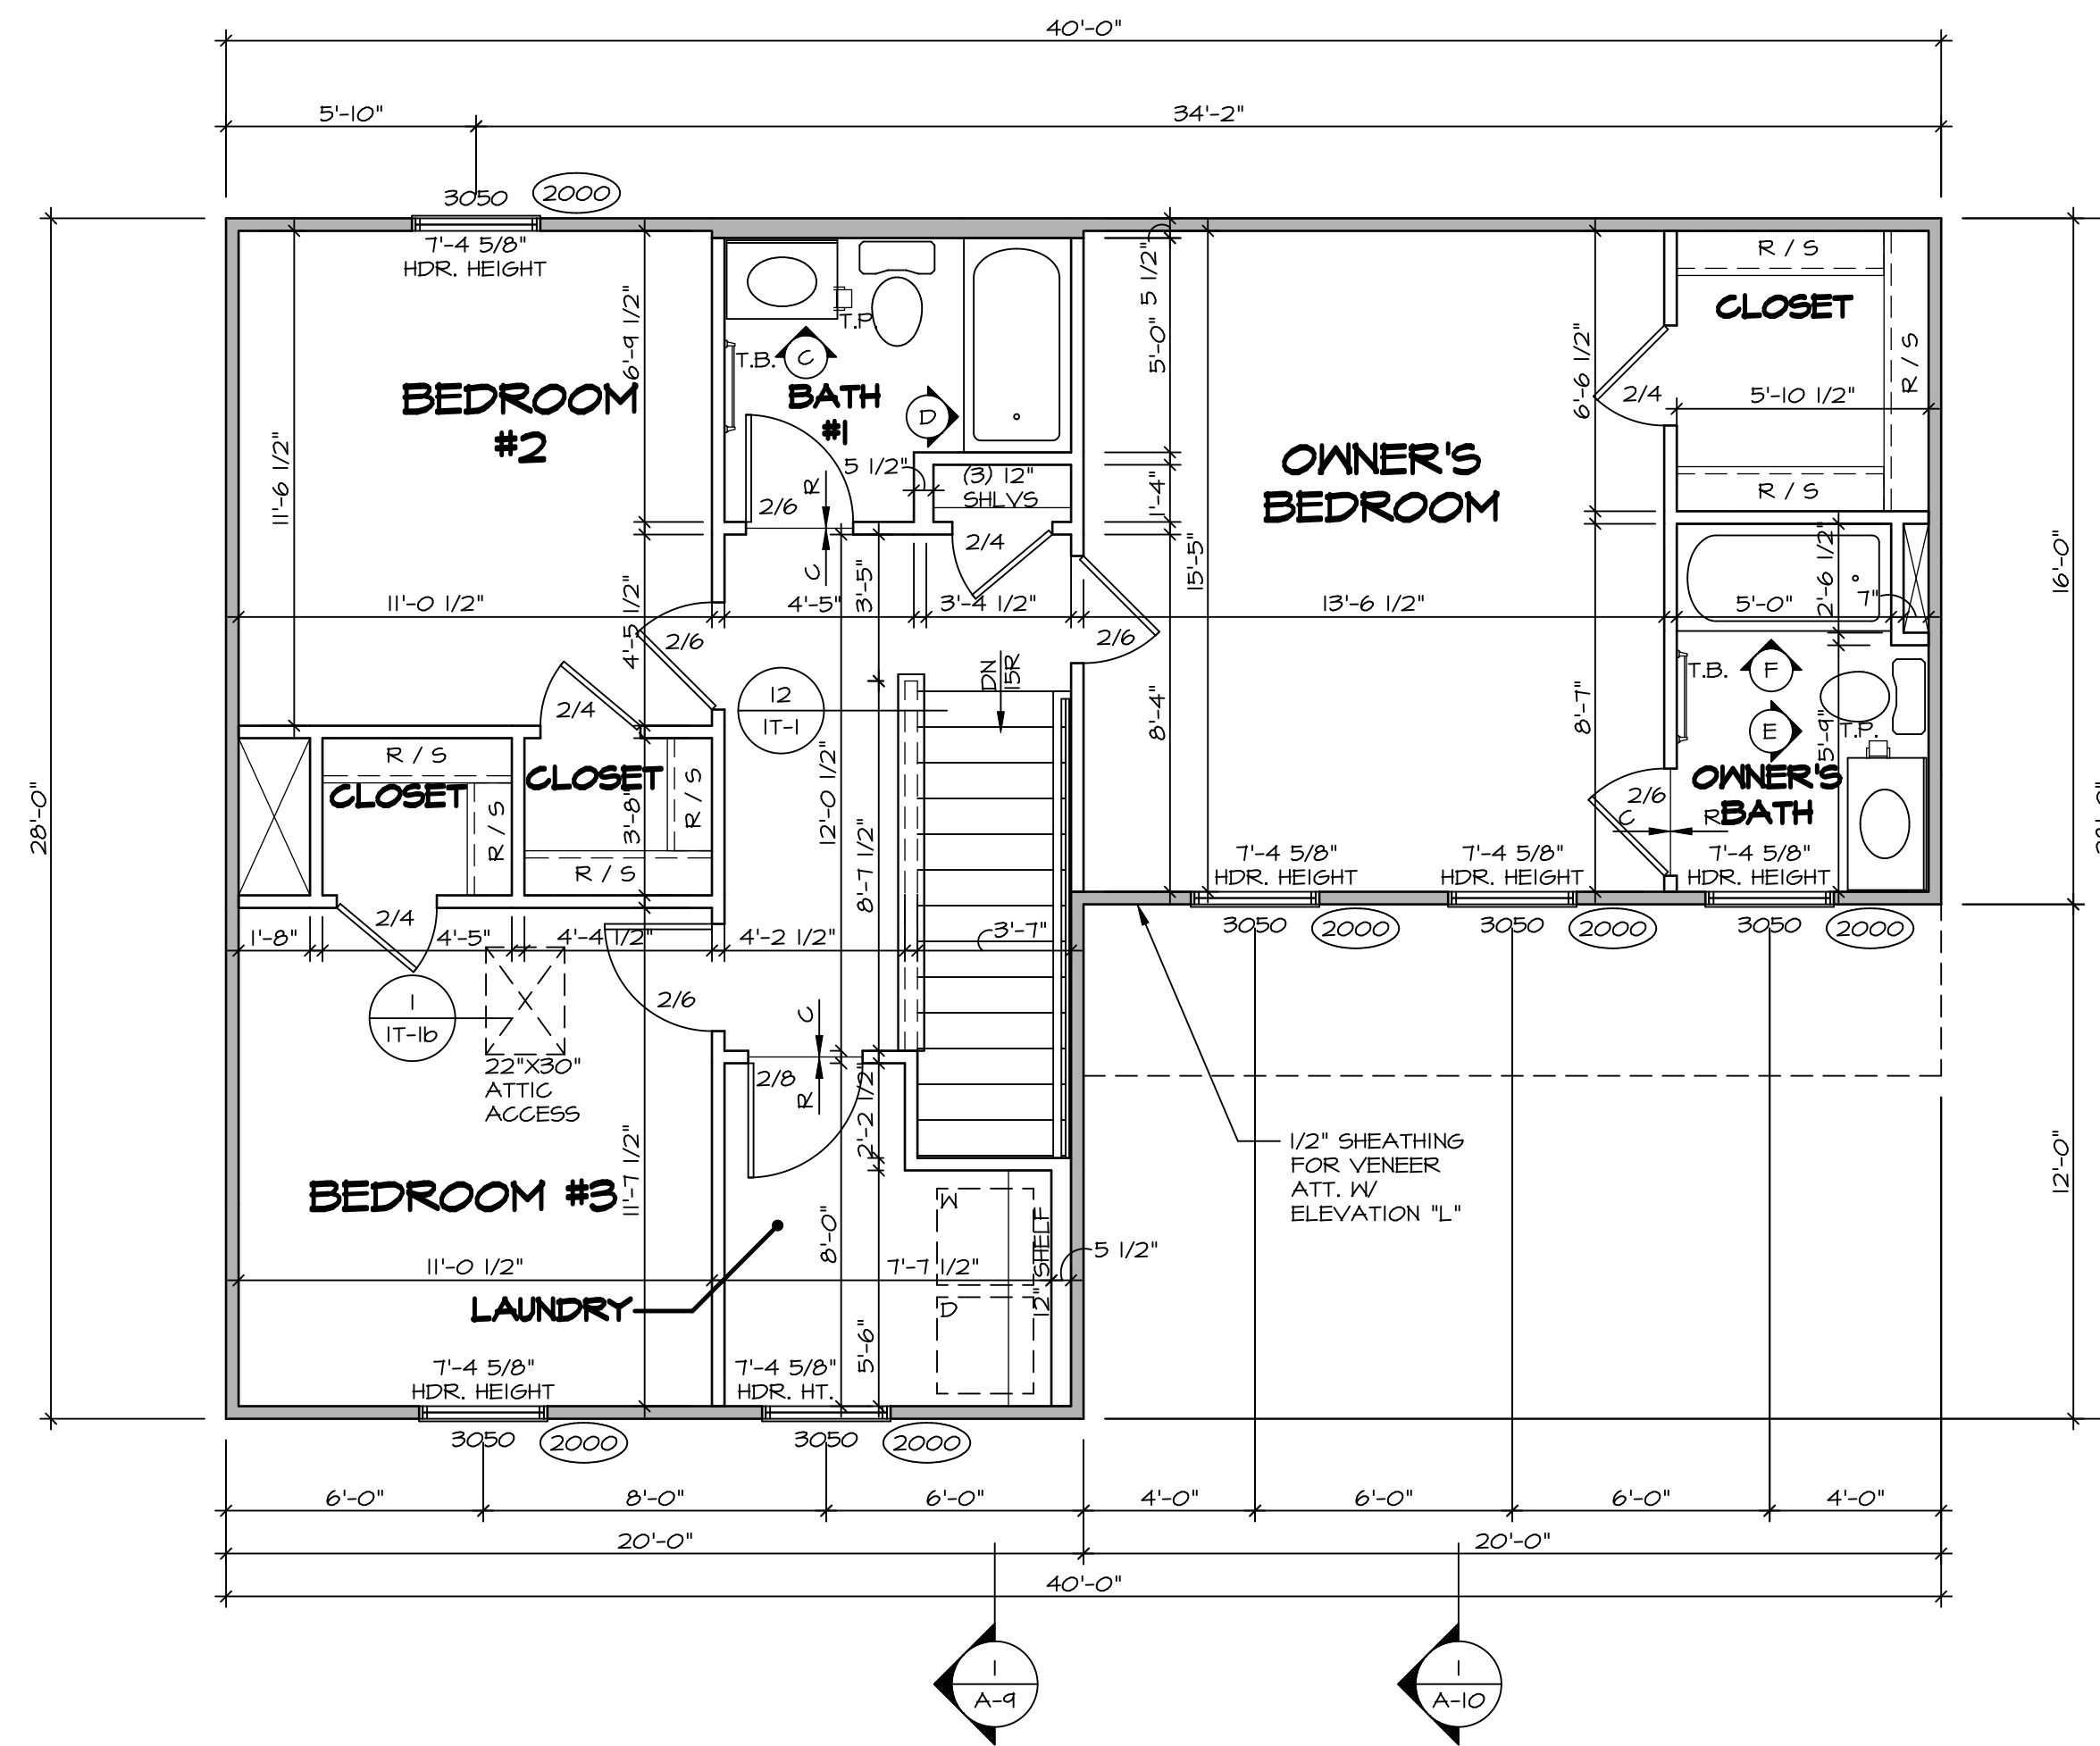 40'-0"
5'-10"
34'-2"
3050
2000
7'-4 5/8"
HDR. HEIGHT
R / S
CLOSET
R / S
5 1/2"
6'-9 1/2"
T.P.
T.B.
C
5'-0"
6'-6 1/2"
2/4
5'-10 1/2"
BEDROOM
#2
BATH
#1
D
11'-6 1/2"
OWNER'S
BEDROOM
5 1/2"
(3) 12"
SHLVS
R / S
R
2/6
1'-4"
2/4
C
15'-5"
16'-0"
3'-5"
2'-6 1/2"
4'-5 1/2"
11'-0 1/2"
4'-5"
3'-4 1/2"
13'-6 1/2"
5'-0"
7"
2/6
2/6
DN
15R
T.B.
F
2/4
12
1T-1
8'-4"
8'-7"
E
T.P.
5'-9"
R / S
CLOSET
CLOSET
R / S
R / S
3'-8"
12'-0 1/2"
OWNER'S
BATH
2/6
C
R
28'-0"
R / S
8'-7 1/2"
7'-4 5/8"
HDR. HEIGHT
7'-4 5/8"
HDR. HEIGHT
7'-4 5/8"
HDR. HEIGHT
2/4
3050
2000
3050
2000
3050
2000
1'-8"
4'-5"
4'-4 1/2"
4'-2 1/2"
3'-7"
1
1T-1b
X
2/6
C
22"X30"
ATTIC
ACCESS
2/8
R
2'-2 1/2"
1/2" SHEATHING
FOR VENEER
ATT. W/
ELEVATION "L"
12'-0"
BEDROOM #3
11'-7 1/2"
W
8'-0"
12" SHELF
5 1/2"
11'-0 1/2"
7'-7 1/2"
LAUNDRY
D
5'-6"
7'-4 5/8"
HDR. HEIGHT
7'-4 5/8"
HDR. HT.
3050
2000
3050
2000
6'-0"
8'-0"
6'-0"
4'-0"
6'-0"
6'-0"
4'-0"
20'-0"
20'-0"
40'-0"
1
A-9
1
A-10